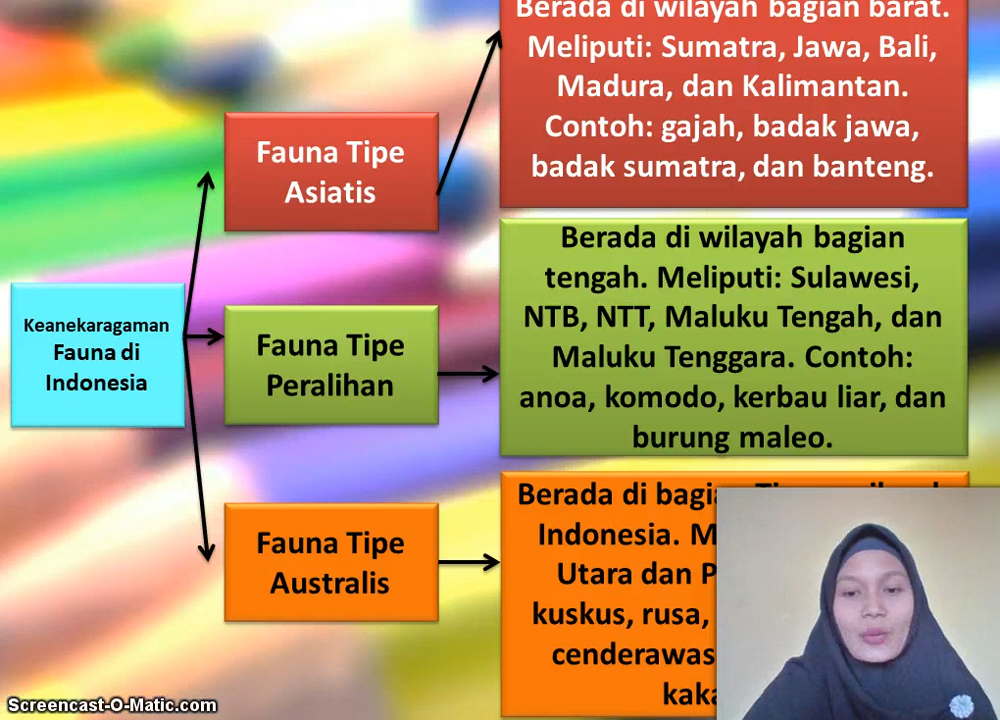 Berada di wilayah bagian barat.
Meliputi: Sumatra, Jawa, Bali,
Madura, dan Kalimantan.
Contoh: gajah, badak jawa,
badak sumatra, dan banteng.
Fauna Tipe
Asiatis
Berada di wilayah bagian
tengah. Meliputi: Sulawesi,
NTB, NTT, Maluku Tengah, dan
Maluku Tenggara. Contoh:
anoa, komodo, kerbau liar, dan
burung maleo.
Keanekaragaman
Fauna di
Indonesia
Fauna Tipe
Peralihan
Fauna Tipe
Australis
Berada di
Indonesia.
Utara dan
kuskus, rusa,
Screencast-O-Matic.com